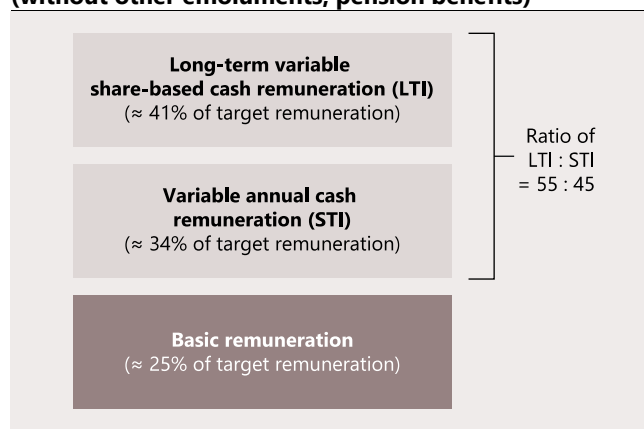 (without other emoluments, pension benefits)
Long-term variable
share-based cash remuneration (LTI)
(≈ 41% of target remuneration)
Ratio of
LTI : STI
= 55 : 45
Variable annual cash
remuneration (STI)
(≈ 34% of target remuneration)
Basic remuneration
(≈ 25% of target remuneration)